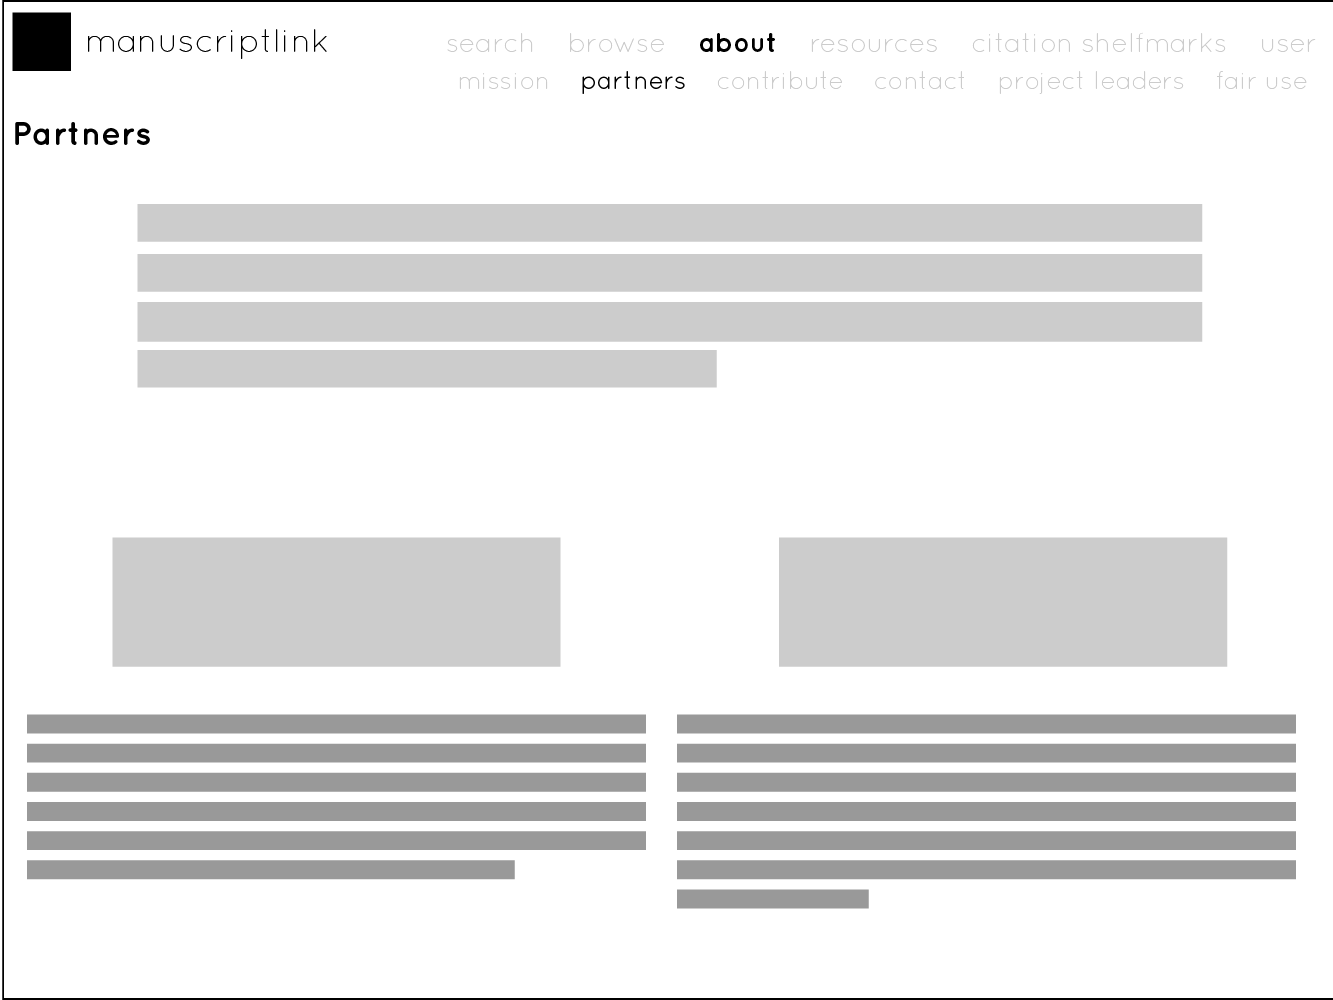 manuscriptlink
search browse about resources citation shelfmarks user
mission partners contribute contact project leaders fair use
Partners